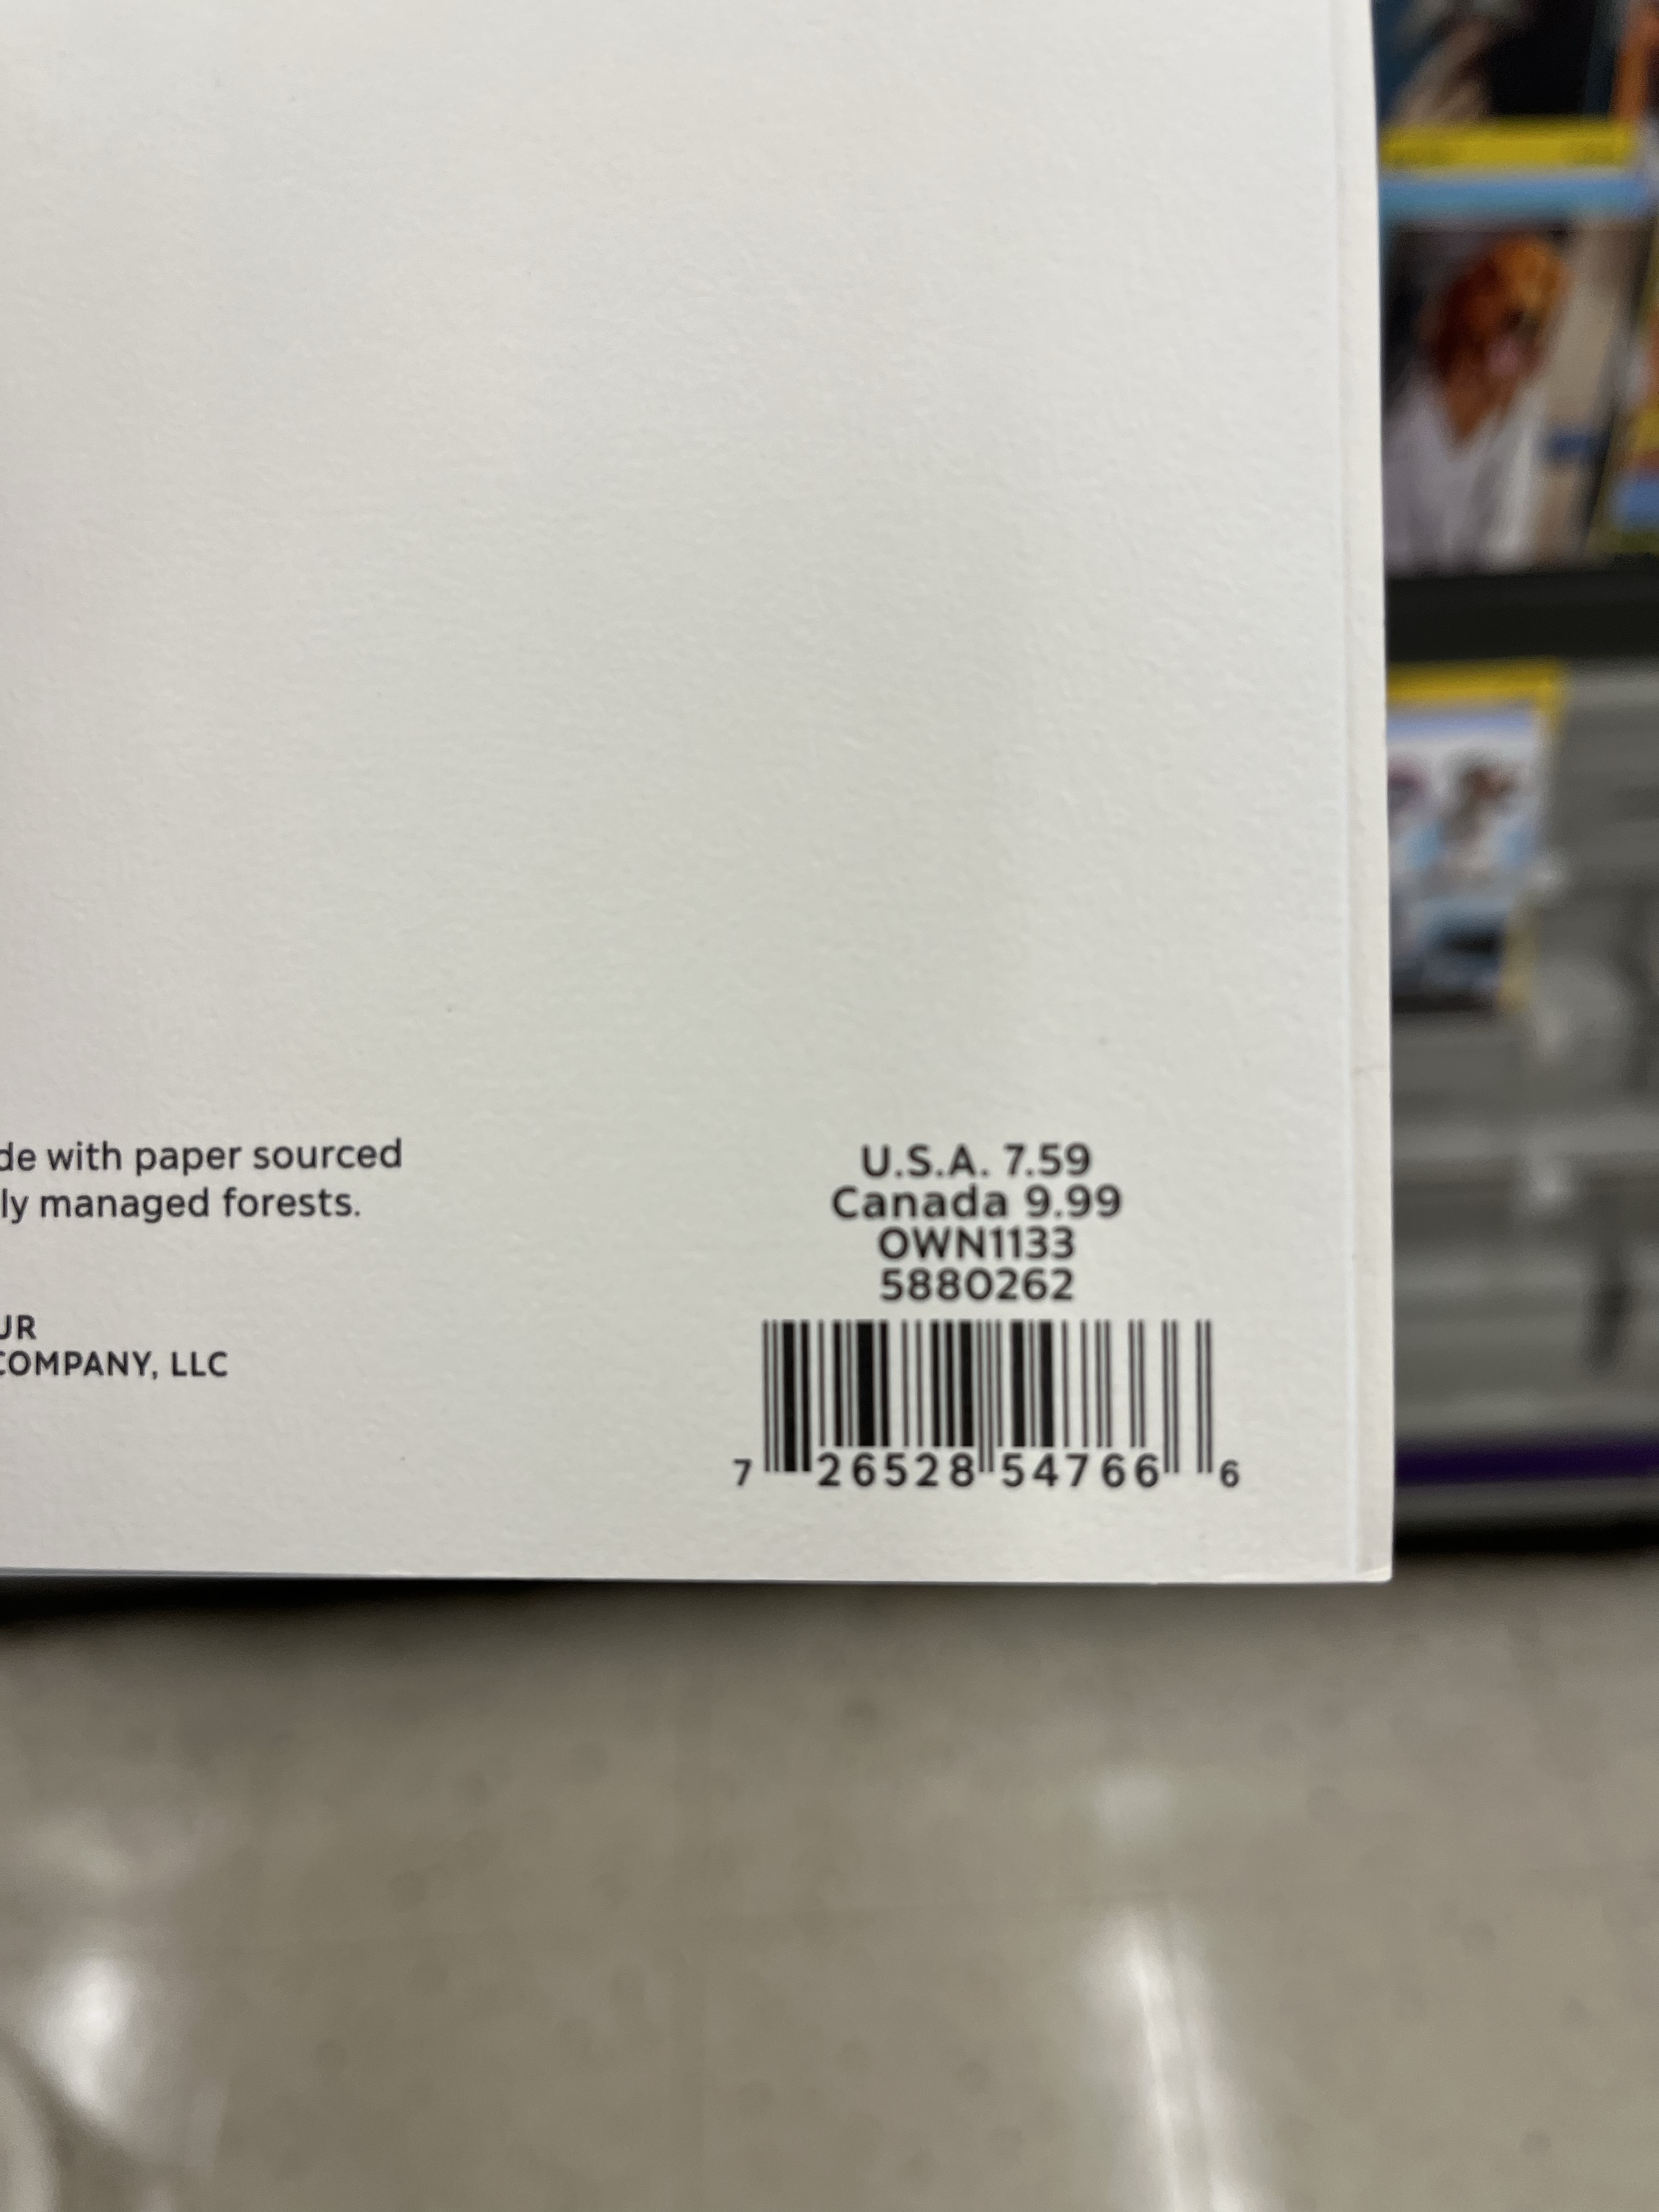 de with paper sourced
ly managed forests.
UR
COMPANY, LLC
U.S.A. 7.59
Canada 9.99
OWN1133
5880262
7 26528 54766 6